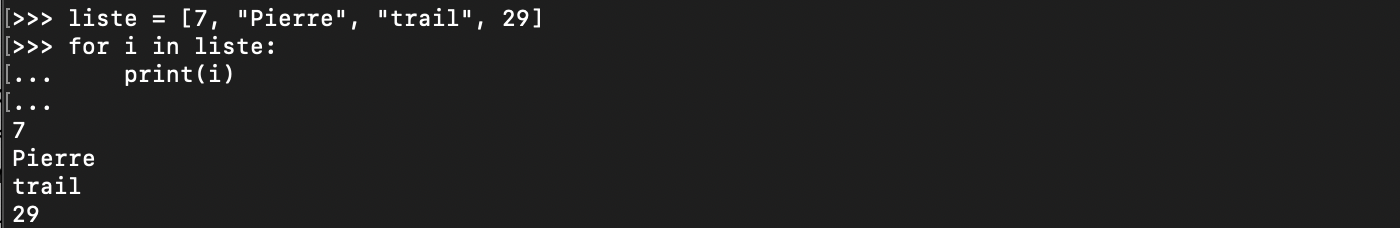 [>>> liste = [7, "Pierre", "trail", 29]
[>>> for i in liste:
[...     print(i)
[...
7
Pierre
trail
29